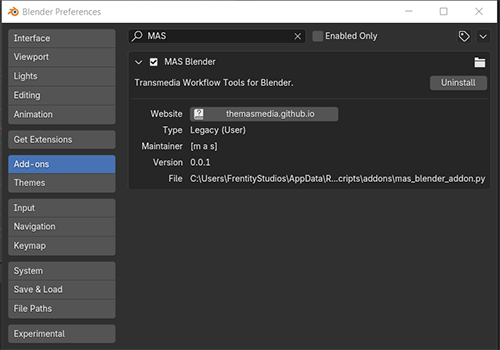 Blender Preferences
Interface
Viewport
Lights
Editing
Animation
Get Extensions
Add-ons
Themes
Input
Navigation
Keymap
System
Save & Load
File Paths
Experimental
MAS
Enabled Only
MAS Blender
Transmedia Workflow Tools for Blender.
Uninstall
Website themasmedia.github.io
Type Legacy (User)
Maintainer [m a s]
Version 0.0.1
File C:\Users\FrentityStudios\AppData\R...cripts\addons\mas_blender_addon.py